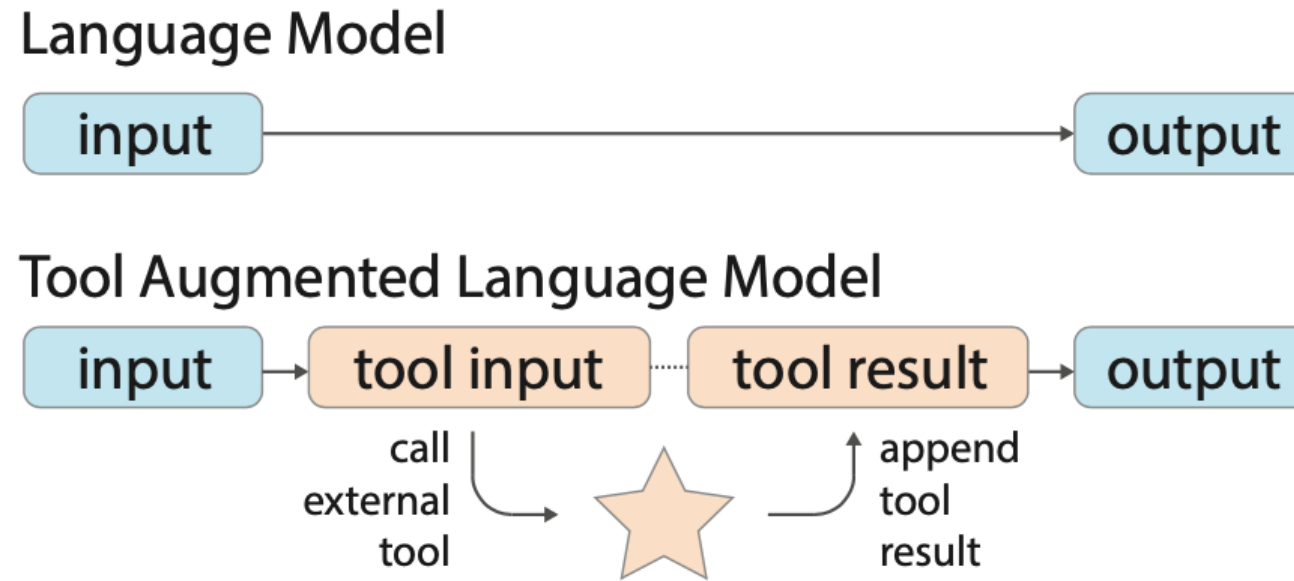 Language Model
input
output
Tool Augmented Language Model
input
tool input
tool result
output
call
external
tool
append
tool
result